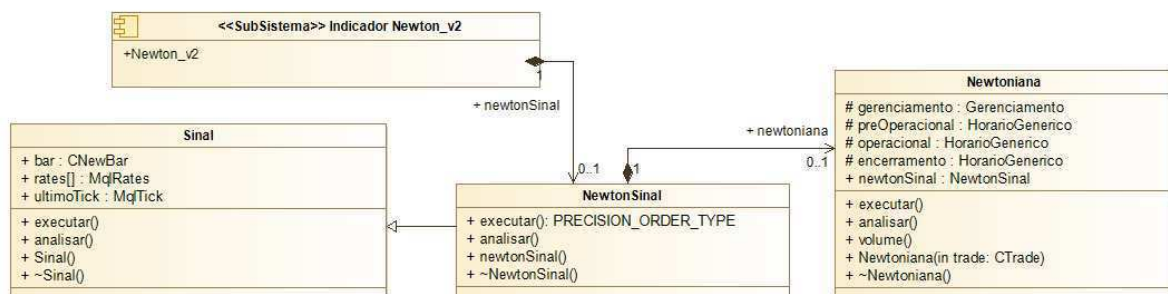 <<SubSistema>> Indicador Newton_v2
+Newton_v2
1
+ newtonSinal
0..1
Sinal
+ bar : CNewBar
+ rates[] : MqlRates
+ ultimoTick : MqlTick
+ executar()
+ analisar()
+ Sinal()
+ ~Sinal()
NewtonSinal
+ executar(): PRECISION_ORDER_TYPE
+ analisar()
+ newtonSinal()
+ ~NewtonSinal()
1
+ newtoniana
0..1
Newtoniana
# gerenciamento : Gerenciamento
# preOperacional : HorarioGenerico
# operacional : HorarioGenerico
# encerramento : HorarioGenerico
+ newtonSinal : NewtonSinal
+ executar()
+ analisar()
+ volume()
+ Newtoniana(in trade: CTrade)
+ ~Newtoniana()